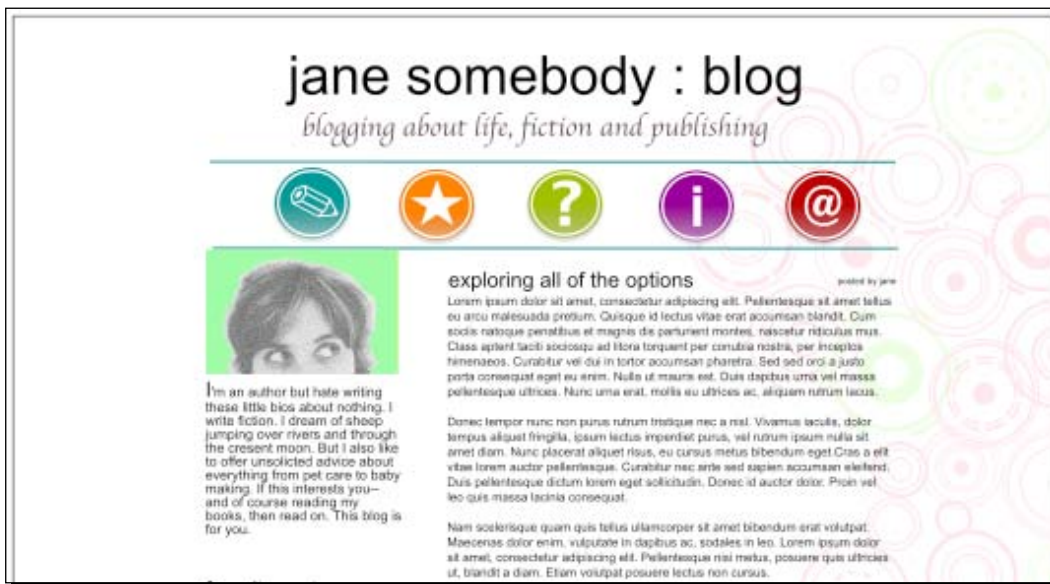 jane somebody : blog
blogging about life, fiction and publishing
?
i
@
exploring all of the options
posted by jane
Lorem ipsum dolor sit amet, consectetur adipiscing elit. Pellentesque sit amet tellus
eu arcu malesuada pretium. Quisque id lectus vitae erat accumsan blandit. Cum
sociis natoque penatibus et magnis dis parturient montes, nascetur ridiculus mus.
Class aptent taciti sociosqu ad litora torquent per conubia nostra, per inceptos
himenaeos. Curabitur vel dui in tortor accumsan pharetra. Sed sed orci a justo
porta consequat eget eu enim. Nulla ut mauris est. Duis dapibus urna vel massa
pellentesque ultrices. Nunc urna erat, mollis eu ultrices ac, aliquam rutrum lacus.
Donec tempor nunc non purus rutrum tristique nec a nisl. Vivamus iaculis, dolor
tempus aliquet fringilla, ipsum lectus imperdiet purus, vel rutrum ipsum nulla sit
amet diam. Nunc placerat aliquet risus, eu cursus metus bibendum eget.Cras a elit
vitae lorem auctor pellentesque. Curabitur nec ante sed sapien accumsan eleifend.
Duis pellentesque dictum lorem eget sollicitudin. Donec id auctor dolor. Proin vel
leo quis massa lacinia consequat.
Nam scelerisque quam quis tellus ullamcorper sit amet bibendum erat volutpat.
Maecenas dolor enim, vulputate in dapibus ac, sodales in leo. Lorem ipsum dolor
sit amet, consectetur adipiscing elit. Pellentesque nisi metus, posuere quis ultricies
ut, blandit a diam. Etiam volutpat posuere lectus non cursus.
I'm an author but hate writing
these little bios about nothing. I
write fiction. I dream of sheep
jumping over rivers and through
the cresent moon. But I also like
to offer unsolicted advice about
everything from pet care to baby
making. If this interests you--
and of course reading my
books, then read on. This blog is
for you.